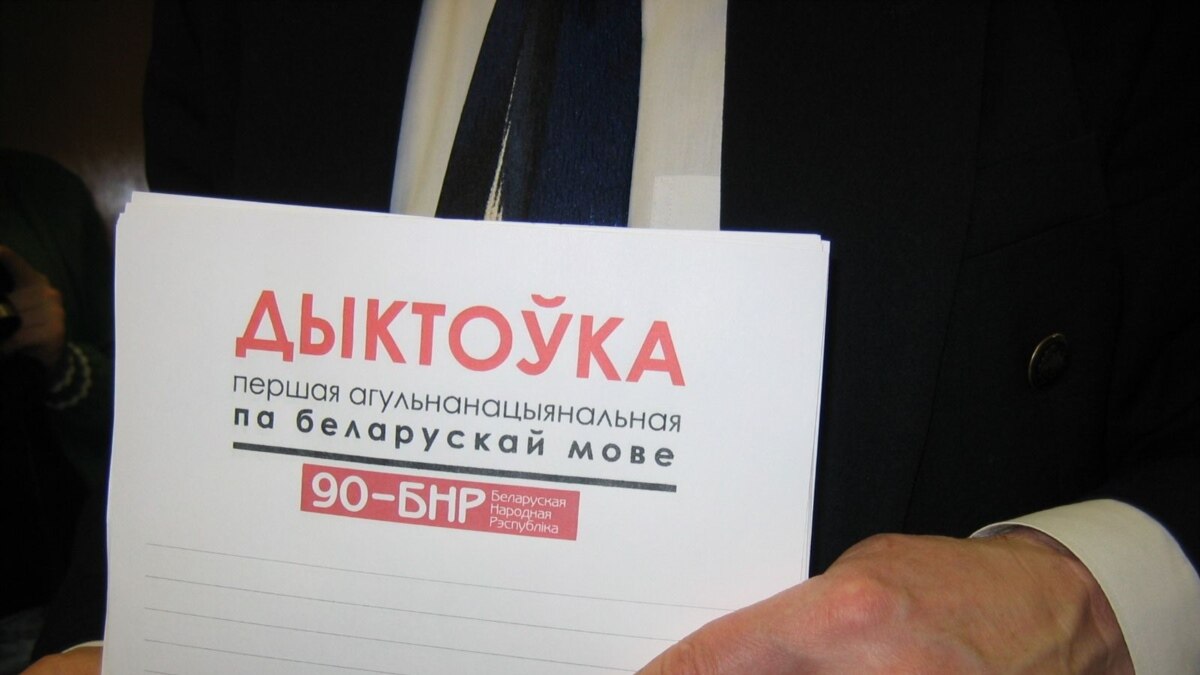 ДЫКТОЎКА
першая агульнанацыянальная
па беларускай мове
90-БНР
Беларуская
Народная
Рэспубліка